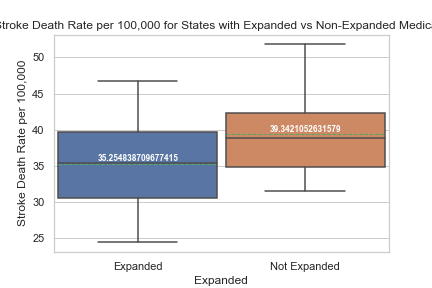 Stroke Death Rate per 100,000 for States with Expanded vs Non-Expanded
Stroke Death Rate per 100,000
50
45
40
35
30
25
35.254838709677415
39.3421052631579
Expanded
Not Expanded
Expanded